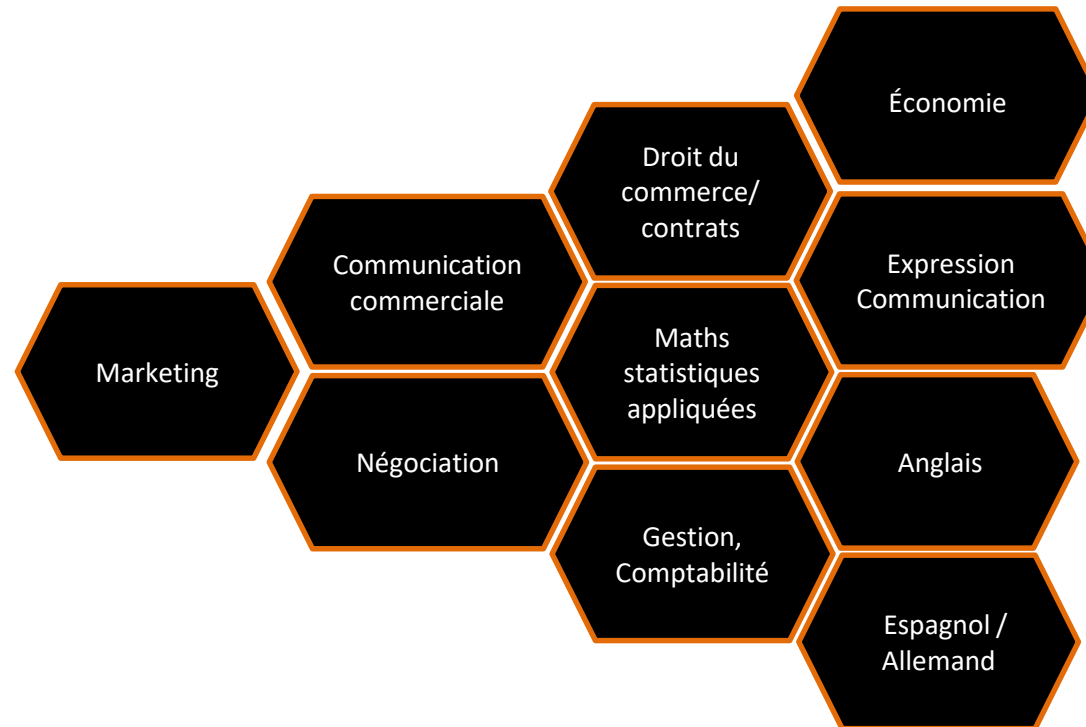 Marketing
Communication
commerciale
Négociation
Droit du
commerce/
contrats
Maths
statistiques
appliquées
Gestion,
Comptabilité
Économie
Expression
Communication
Anglais
Espagnol /
Allemand